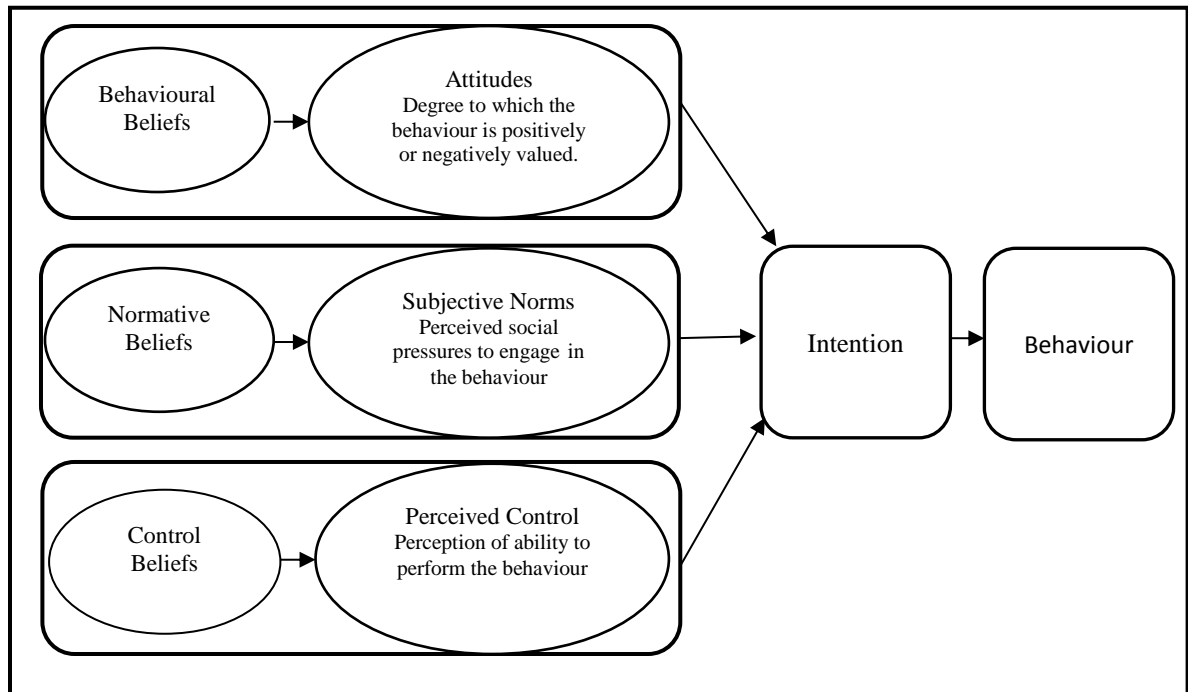 Behavioural
Beliefs
Attitudes
Degree to which the
behaviour is positively
or negatively valued.
Normative
Beliefs
Subjective Norms
Perceived social
pressures to engage in
the behaviour
Control
Beliefs
Perceived Control
Perception of ability to
perform the behaviour
Intention
Behaviour